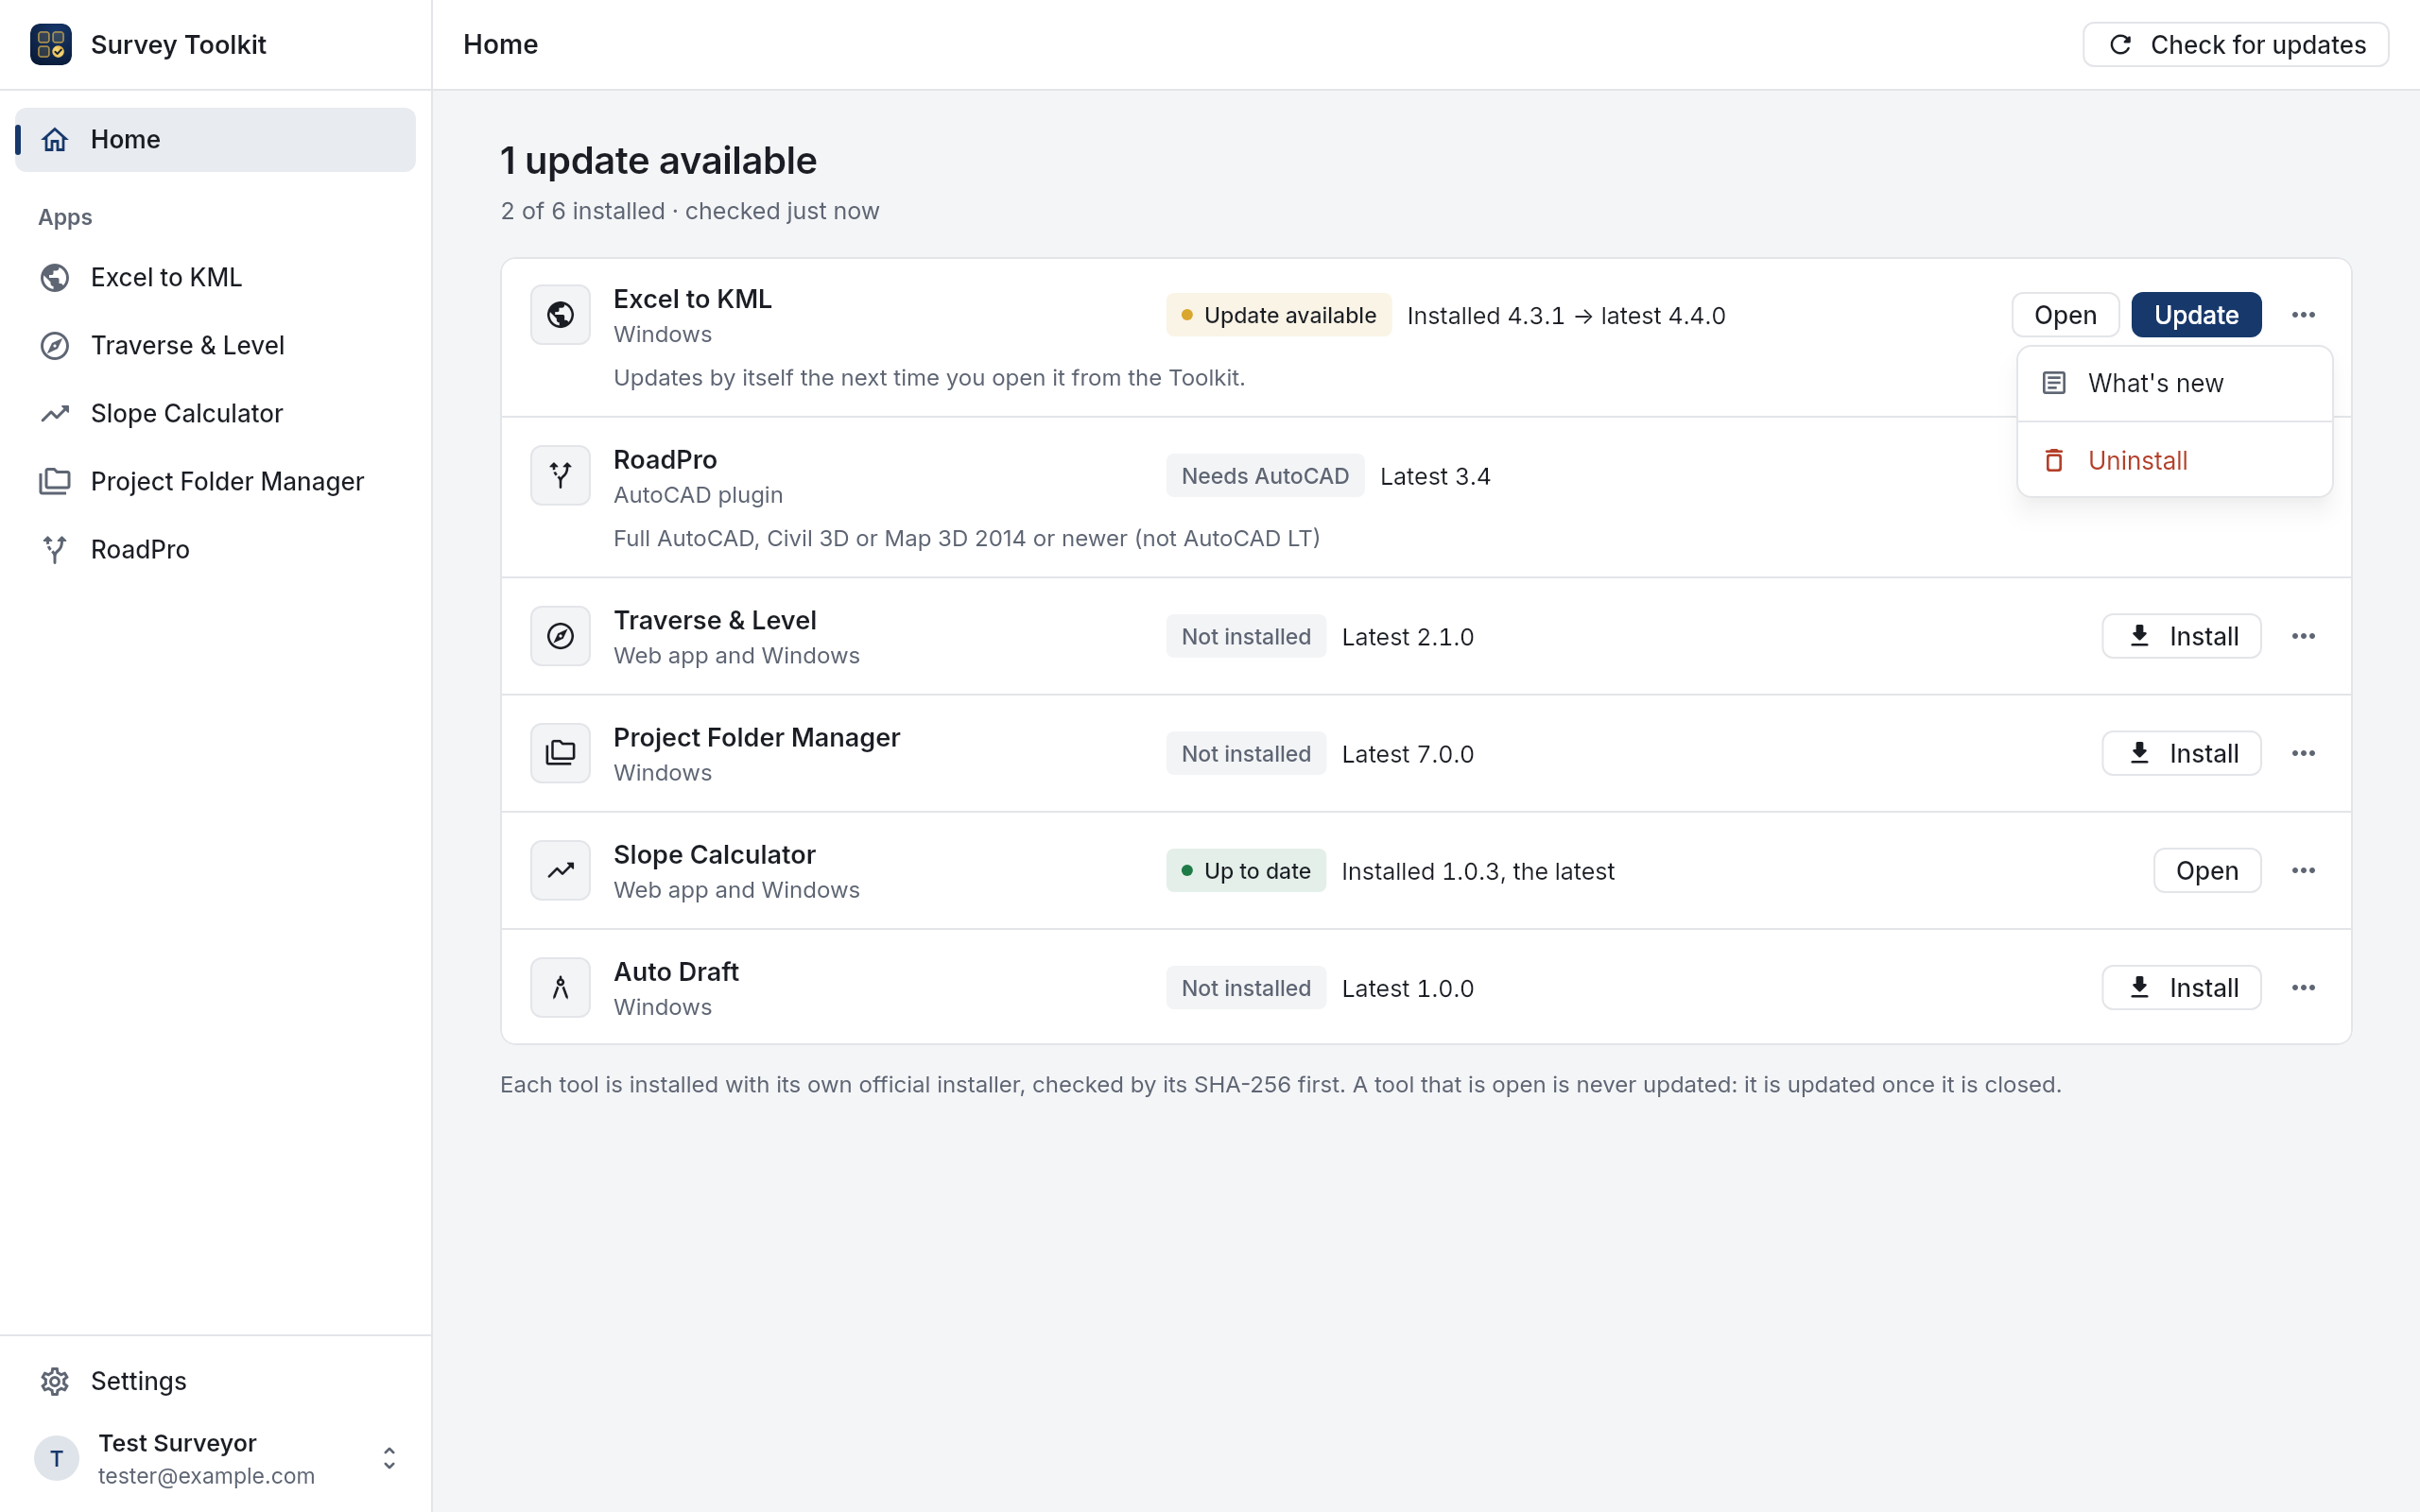 Survey Toolkit
Home
Check for updates
Home
Apps
Excel to KML
Traverse & Level
Slope Calculator
Project Folder Manager
RoadPro
Settings
T
Test Surveyor
tester@example.com
1 update available
2 of 6 installed · checked just now
Excel to KML
Windows
Update available
Installed 4.3.1 → latest 4.4.0
Open
Update
Updates by itself the next time you open it from the Toolkit.
What's new
Uninstall
RoadPro
AutoCAD plugin
Needs AutoCAD
Latest 3.4
Full AutoCAD, Civil 3D or Map 3D 2014 or newer (not AutoCAD LT)
Traverse & Level
Web app and Windows
Not installed
Latest 2.1.0
Install
Project Folder Manager
Windows
Not installed
Latest 7.0.0
Install
Slope Calculator
Web app and Windows
Up to date
Installed 1.0.3, the latest
Open
Auto Draft
Windows
Not installed
Latest 1.0.0
Install
Each tool is installed with its own official installer, checked by its SHA-256 first. A tool that is open is never updated: it is updated once it is closed.